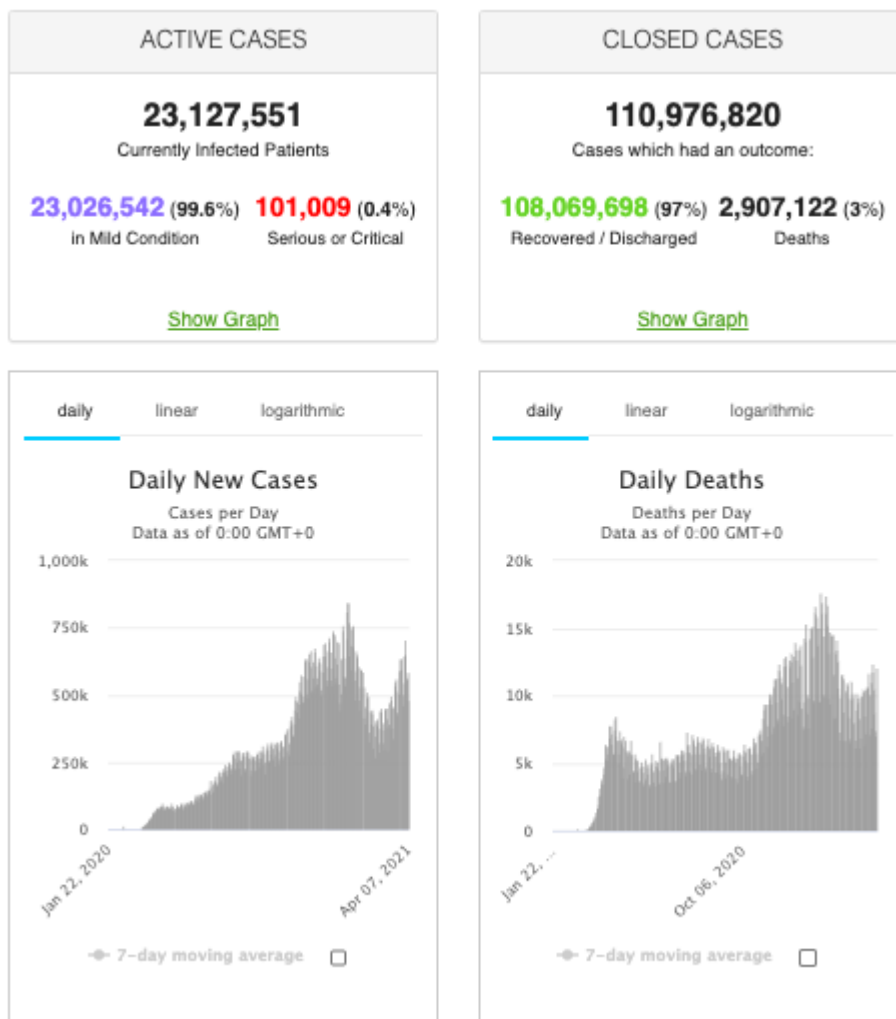 ACTIVE CASES
23,127,551
Currently Infected Patients
23,026,542 (99.6%) 101,009 (0.4%)
in Mild Condition Serious or Critical
Show Graph
CLOSED CASES
110,976,820
Cases which had an outcome:
108,069,698 (97%) 2,907,122 (3%)
Recovered / Discharged Deaths
Show Graph
daily linear logarithmic
Daily New Cases
Cases per Day
Data as of 0:00 GMT+0
1,000k
750k
500k
250k
0
Jan 22, 2020 Apr 07, 2021
7-day moving average
daily linear logarithmic
Daily Deaths
Deaths per Day
Data as of 0:00 GMT+0
20k
15k
10k
5k
0
Jan 22, ... Oct 06, 2020
7-day moving average